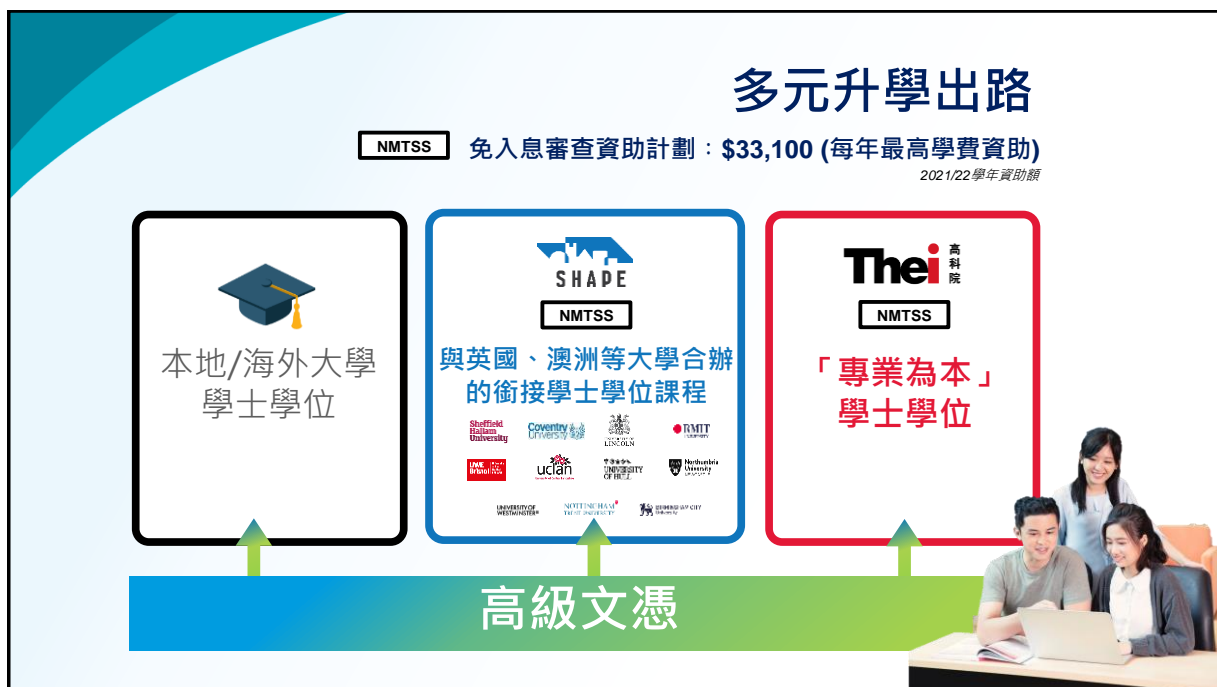 多元升學出路
NMTSS 免入息審查資助計劃：$33,100 (每年最高學費資助)
2021/22學年資助額
本地/海外大學
學士學位
SHAPE
NMTSS
與英國、澳洲等大學合辦
的銜接學士學位課程
Sheffield
Hallam
University
Coventry
University
LINCOLN
RMIT
UNIVERSITY
UWE
Bristol
uclan
UNIVERSITY
OF HULL
Northumbria
University
UNIVERSITY OF
WESTMINSTER
NOTTINGHAM
TRENT UNIVERSITY
CITY
University
Thei 高科院
NMTSS
「專業為本」
學士學位
高級文憑